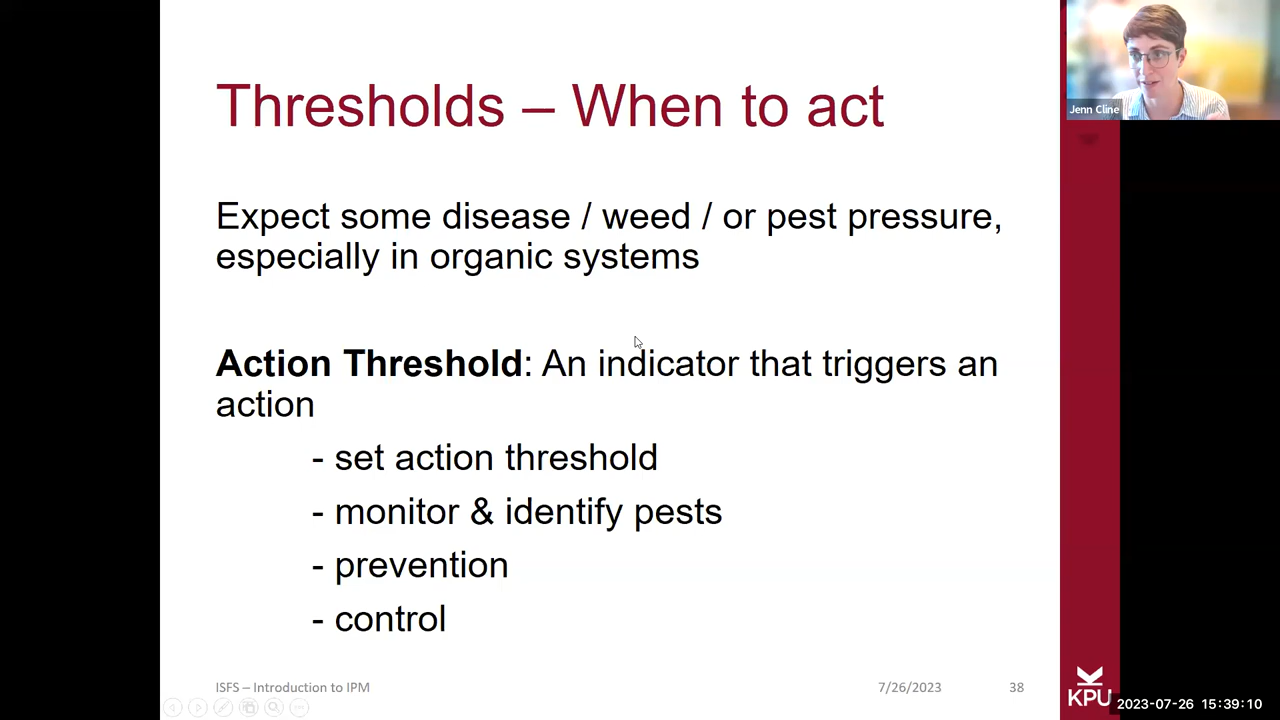 Thresholds – When to act
Jenn Cline
Expect some disease / weed / or pest pressure,
especially in organic systems
Action Threshold: An indicator that triggers an
action
- set action threshold
- monitor & identify pests
- prevention
- control
ISFS – Introduction to IPM
7/26/2023
38
KPU
2023-07-26 15:39:10